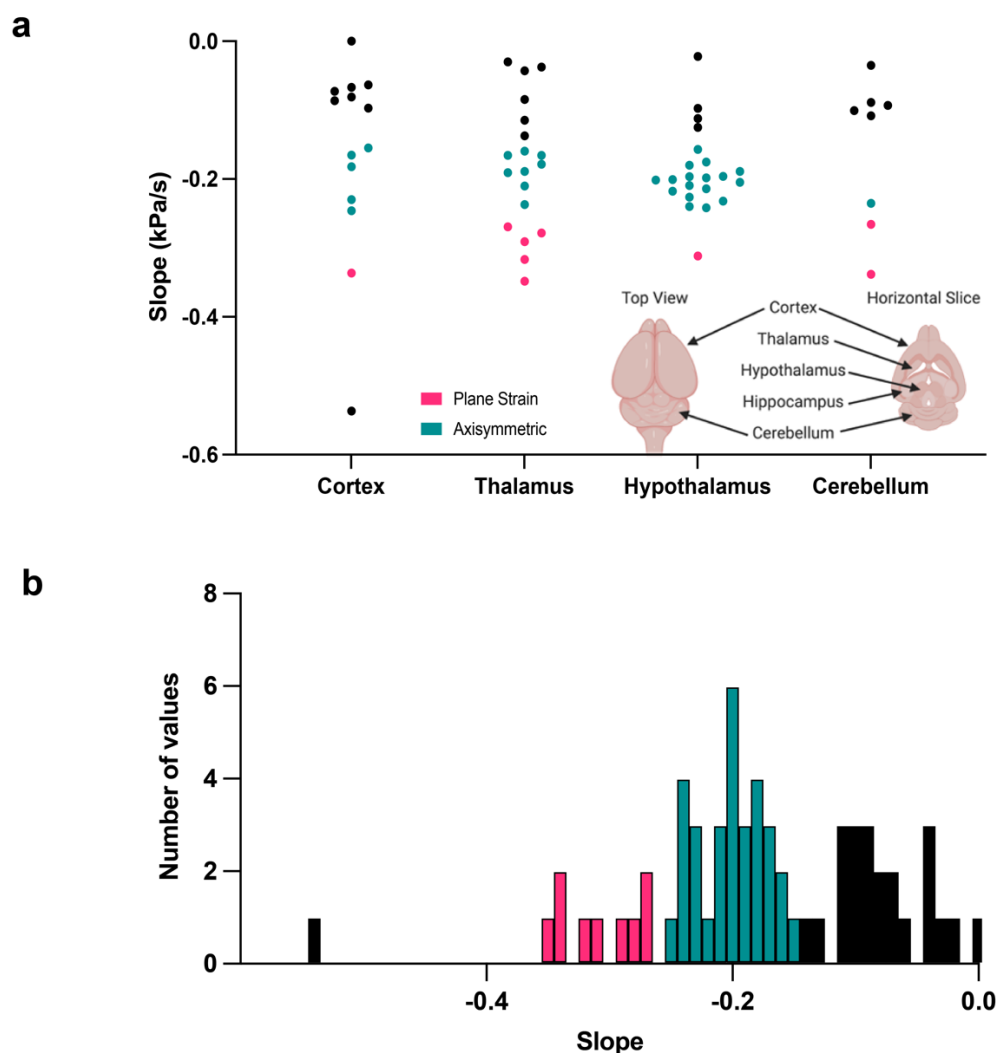 a
0.0
-0.2
-0.4
-0.6
Slope (kPa/s)
Top View
Horizontal Slice
Cortex
Thalamus
Hypothalamus
Hippocampus
Cerebellum
Plane Strain
Axisymmetric
Cortex Thalamus Hypothalamus Cerebellum
b
8
6
4
2
0
Number of values
-0.4 -0.2 0.0
Slope